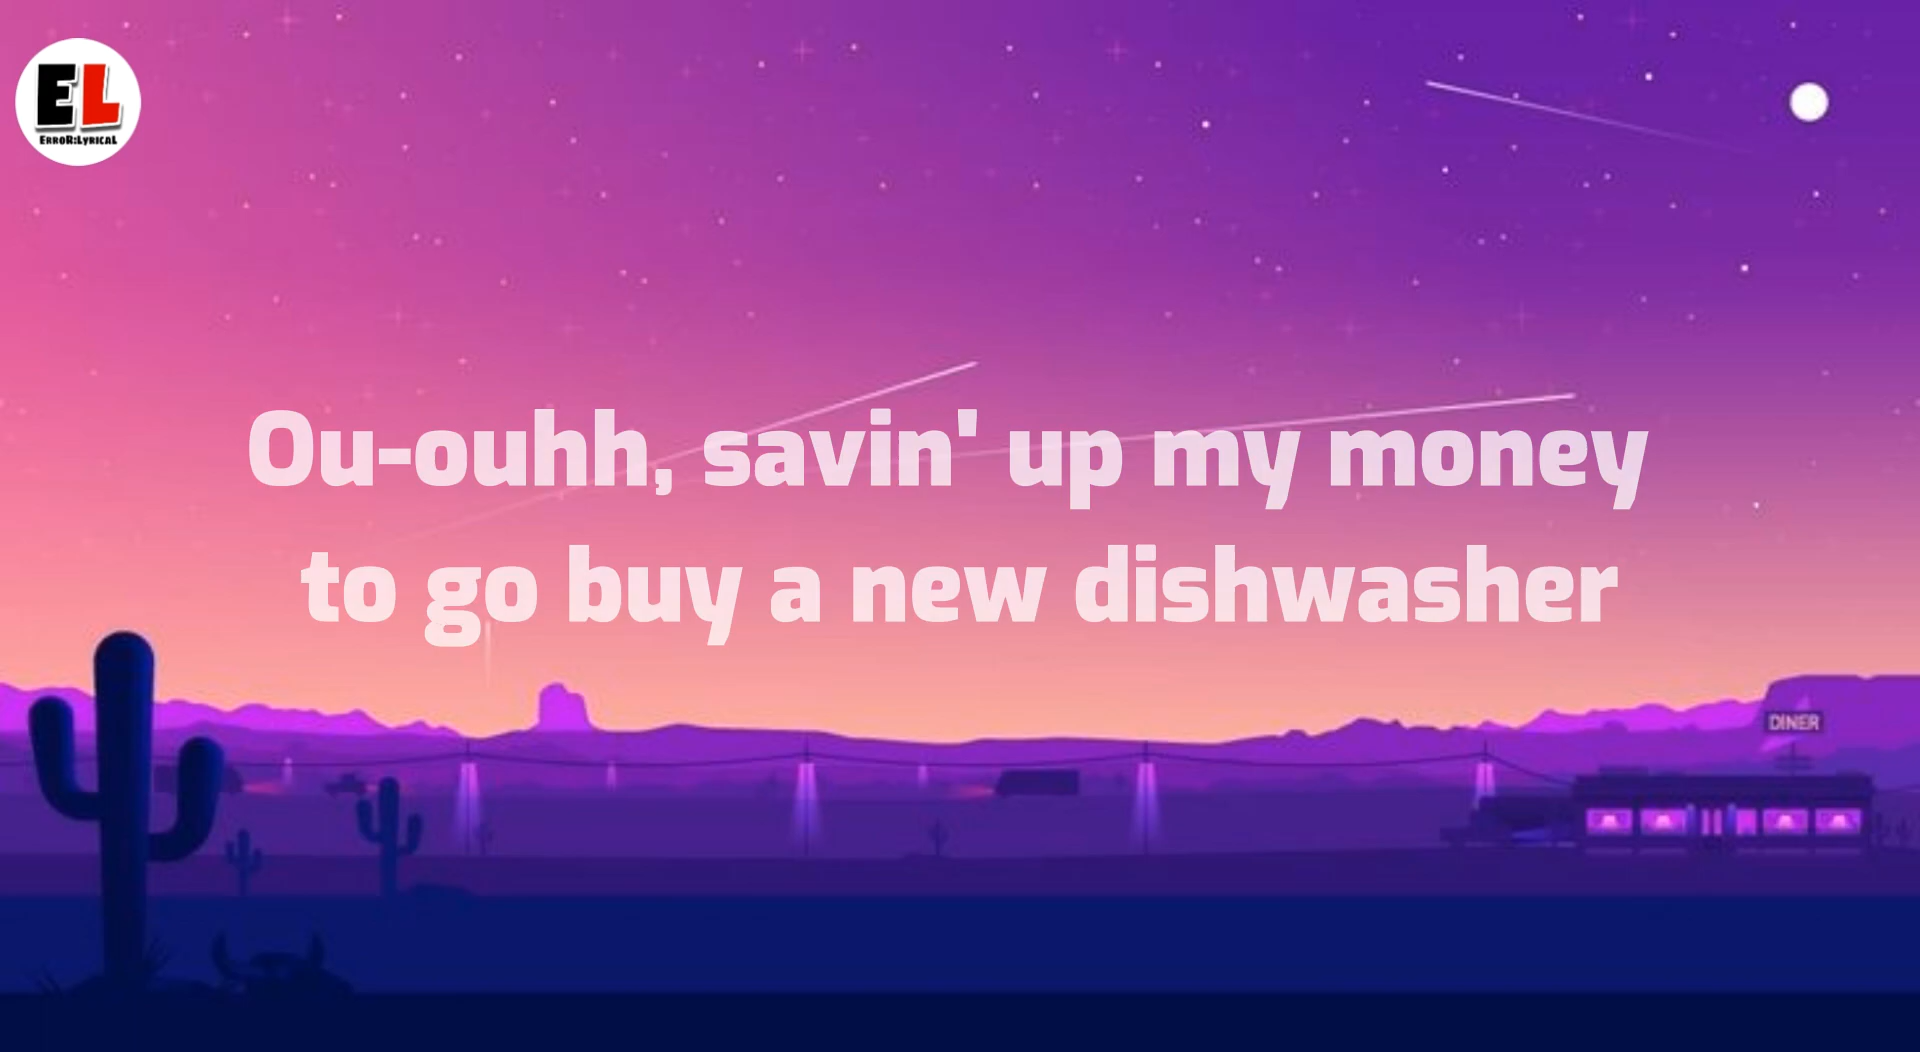 EL
ERROR:LYRICAL
Ou-ouhh, savin' up my money
to go buy a new dishwasher
DINER